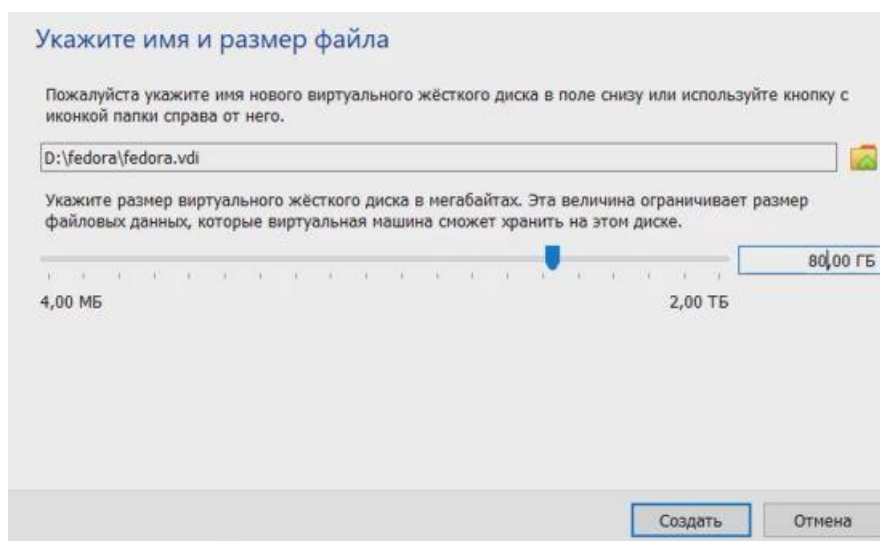 Укажите имя и размер файла
Пожалуйста укажите имя нового виртуального жёсткого диска в поле снизу или используйте кнопку с
иконкой папки справа от него.
D:\fedora\fedora.vdi
Укажите размер виртуального жёсткого диска в мегабайтах. Эта величина ограничивает размер
файловых данных, которые виртуальная машина сможет хранить на этом диске.
80,00 ГБ
4,00 МБ 2,00 ТБ
Создать Отмена